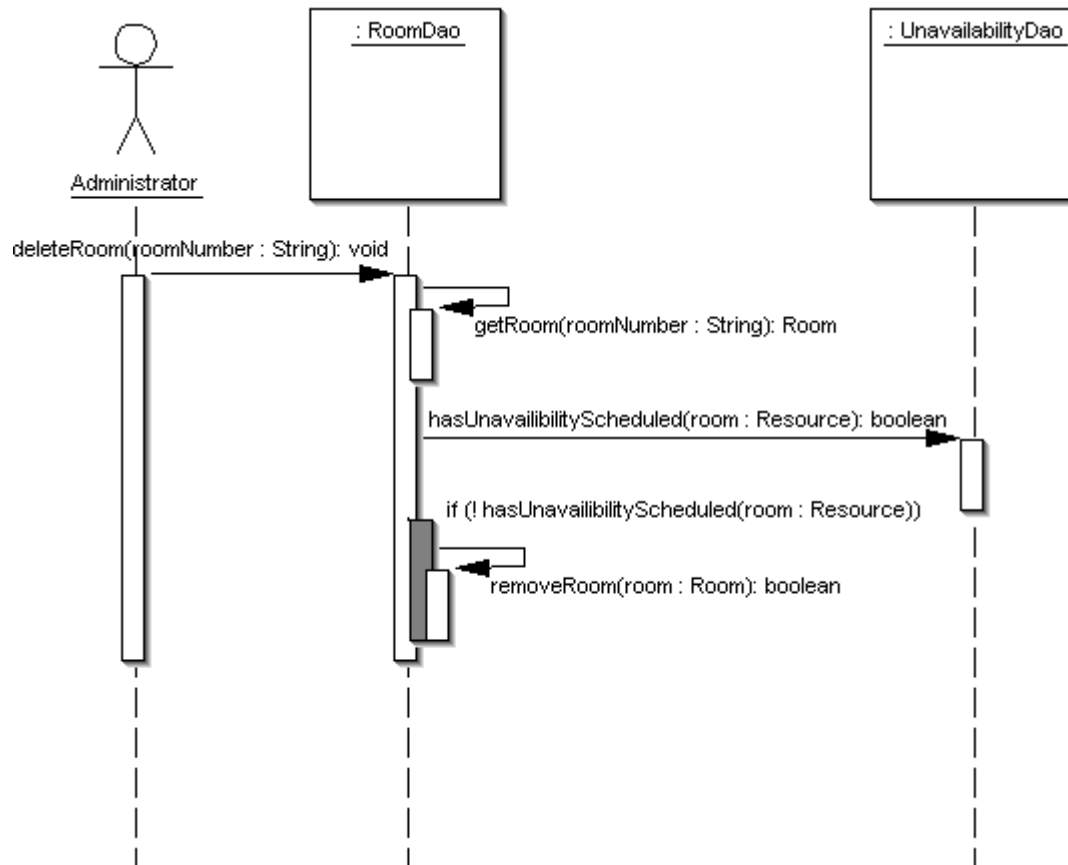 : RoomDao
: UnavailabilityDao
Administrator
deleteRoom(roomNumber : String): void
getRoom(roomNumber : String): Room
hasUnavailibilityScheduled(room : Resource): boolean
if (! hasUnavailibilityScheduled(room : Resource))
removeRoom(room : Room): boolean